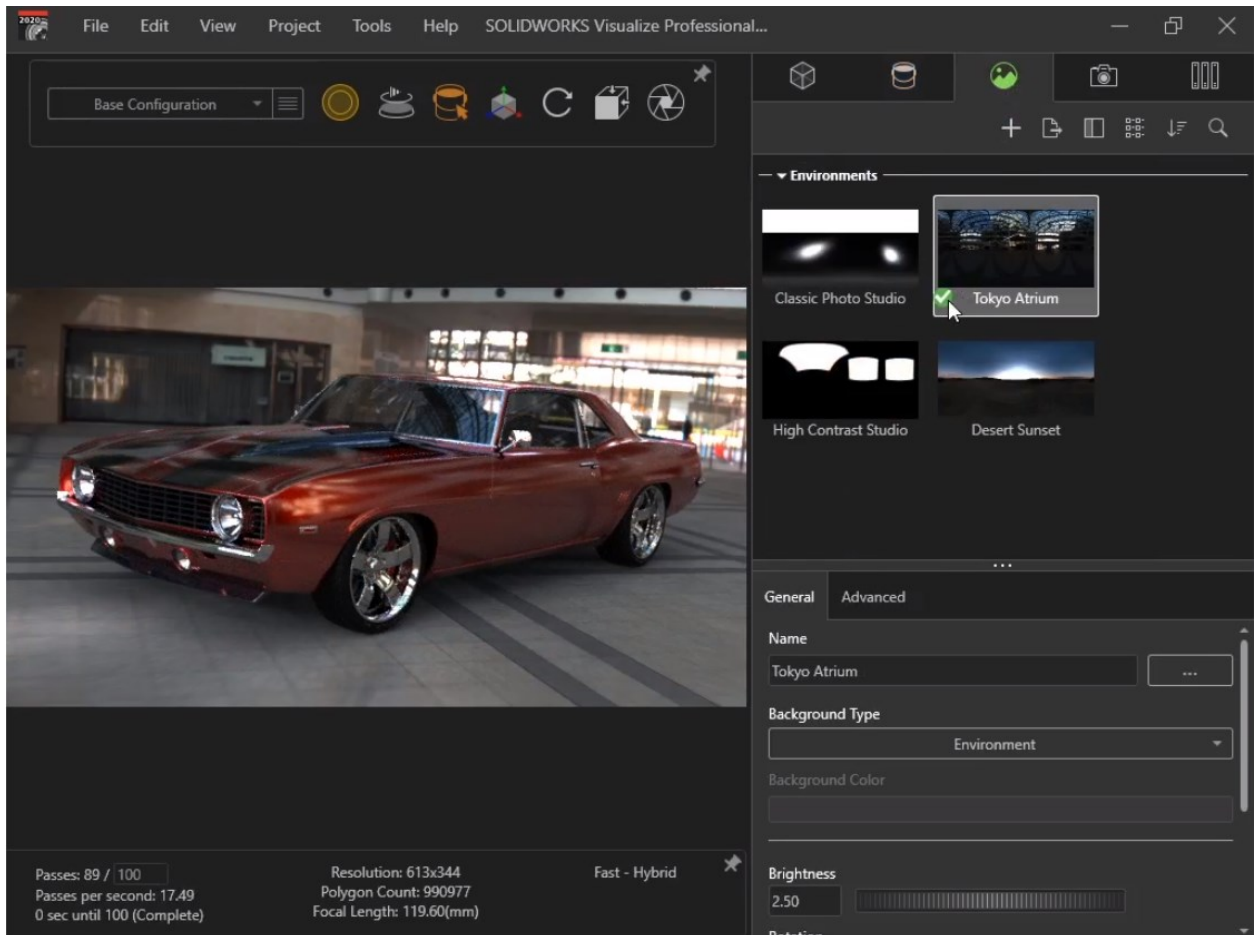 2020
File Edit View Project Tools Help SOLIDWORKS Visualize Professional...
Base Configuration
Environments
Classic Photo Studio
Tokyo Atrium
High Contrast Studio
Desert Sunset
General Advanced
Name
Tokyo Atrium ...
Background Type
Environment
Background Color
Brightness
2.50
Passes: 89 / 100
Passes per second: 17.49
0 sec until 100 (Complete)
Resolution: 613x344
Polygon Count: 990977
Focal Length: 119.60(mm)
Fast - Hybrid